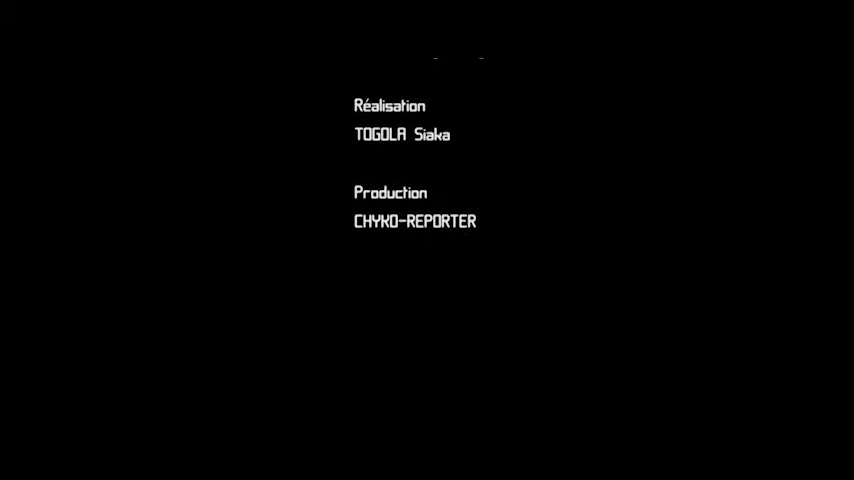 Réalisation
TOGOLA Siaka
Production
CHYKO-REPORTER